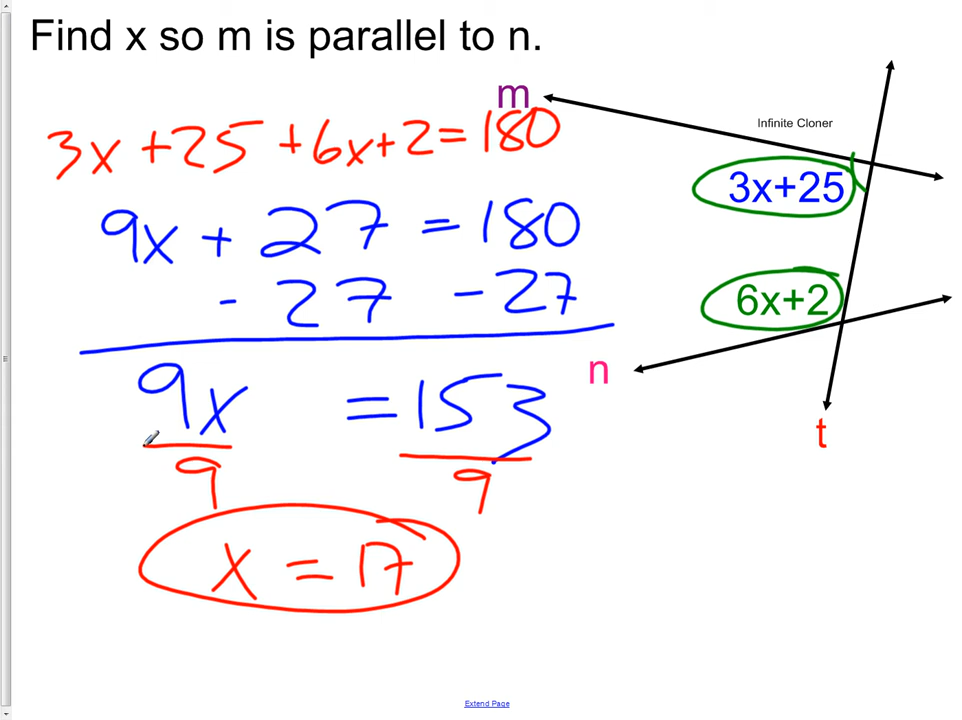 Find x so m is parallel to n.
m
Infinite Cloner
3x+25+6x+2=180
3x+25
9x+27=180
6x+2
-27 -27
n
9x =153
t
9 9
x=17
Extend Page